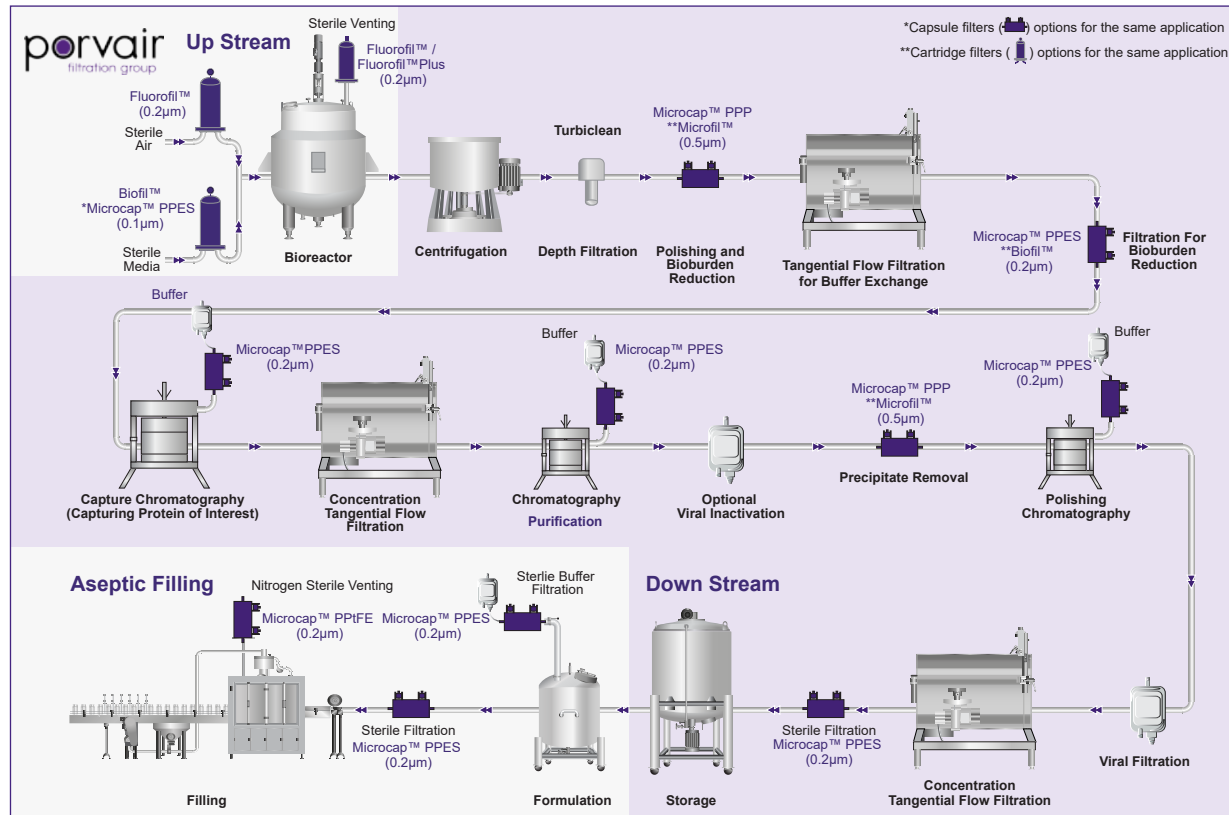 porvair
filtration group
Up Stream
Sterile Venting
Fluorofil™ /
Fluorofil™Plus
(0.2µm)
*Capsule filters ( ) options for the same application
**Cartridge filters ( ) options for the same application
Fluorofil™
(0.2µm)
Sterile
Air
Biofil™
*Microcap™ PPES
(0.1µm)
Sterile
Media
Bioreactor
Centrifugation
Turbiclean
Depth Filtration
Microcap™ PPP
**Microfil™
(0.5µm)
Polishing and
Bioburden
Reduction
Tangential Flow Filtration
for Buffer Exchange
Microcap™ PPES
**Biofil™
(0.2µm)
Filtration For
Bioburden
Reduction
Buffer
Microcap™PPES
(0.2µm)
Capture Chromatography
(Capturing Protein of Interest)
Concentration
Tangential Flow
Filtration
Buffer
Microcap™ PPES
(0.2µm)
Chromatography
Purification
Optional
Viral Inactivation
Microcap™ PPP
**Microfil™
(0.5µm)
Precipitate Removal
Buffer
Microcap™ PPES
(0.2µm)
Polishing
Chromatography
Aseptic Filling
Nitrogen Sterile Venting
Microcap™ PPtFE
(0.2µm)
Sterlie Buffer
Filtration
Microcap™ PPES
(0.2µm)
Sterile Filtration
Microcap™ PPES
(0.2µm)
Filling
Formulation
Down Stream
Storage
Sterile Filtration
Microcap™ PPES
(0.2µm)
Concentration
Tangential Flow Filtration
Viral Filtration